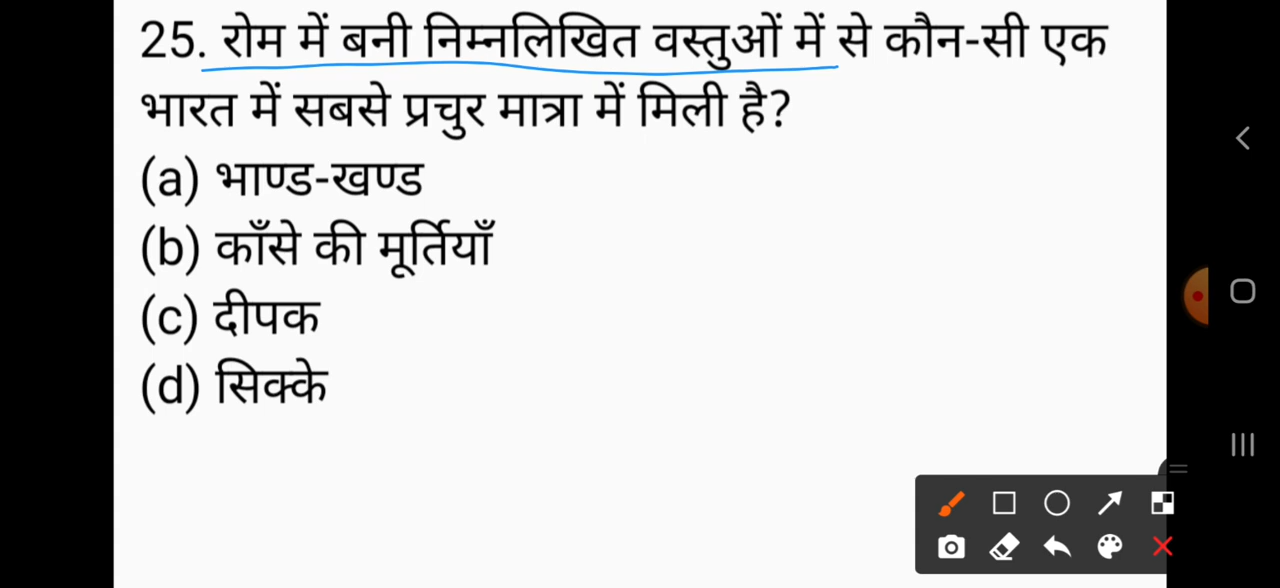 25. रोम में बनी निम्नलिखित वस्तुओं में से कौन-सी एक
भारत में सबसे प्रचुर मात्रा में मिली है?
(a) भाण्ड-खण्ड
(b) काँसे की मूर्तियाँ
(c) दीपक
(d) सिक्के